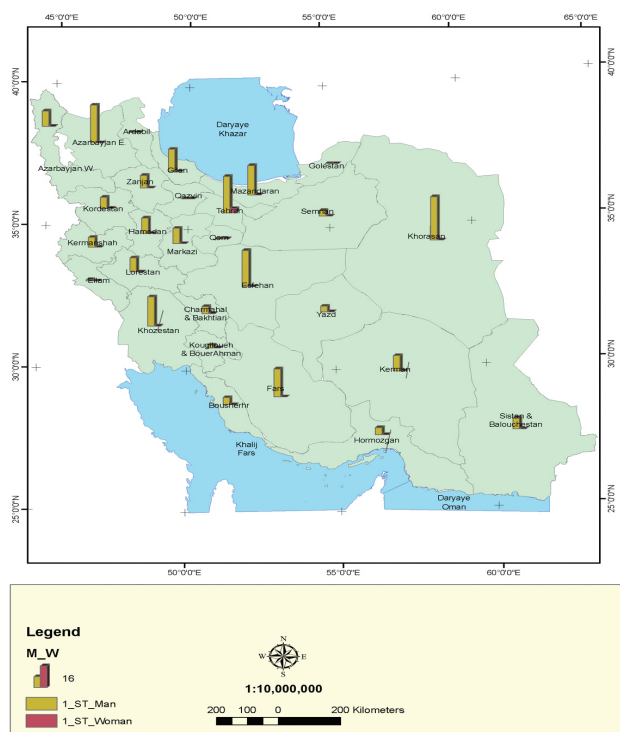 45°0'0"E 50°0'0"E 55°0'0"E 60°0'0"E 65°0'0"E
40°0'0"N 40°0'0"N
Daryaye
Khazar
Ardabil
Azarbayjan E.
Azarbayjan W. Gilan Golestan
Zanjan Mazandaran
Qazvin
Kordestan Tehran Semnan
35°0'0"N 35°0'0"N
Hamedan Khorasan
Kermanshah Qom
Markazi
Lorestan
Eilam Esfehan
Charmahal
& Bakhtiari Yazd
Khozestan
Kougiloueh
& BouerAhman
30°0'0"N 30°0'0"N
Kerman
Fars
Bousherhr Sistan &
Balouchestan
Khalij
Fars Hormozgan
25°0'0"N 25°0'0"N
Daryaye
Oman
50°0'0"E 55°0'0"E 60°0'0"E
Legend
M_W
16
1_ST_Man
1_ST_Woman
N
W E
S
1:10,000,000
200 100 0 200 Kilometers